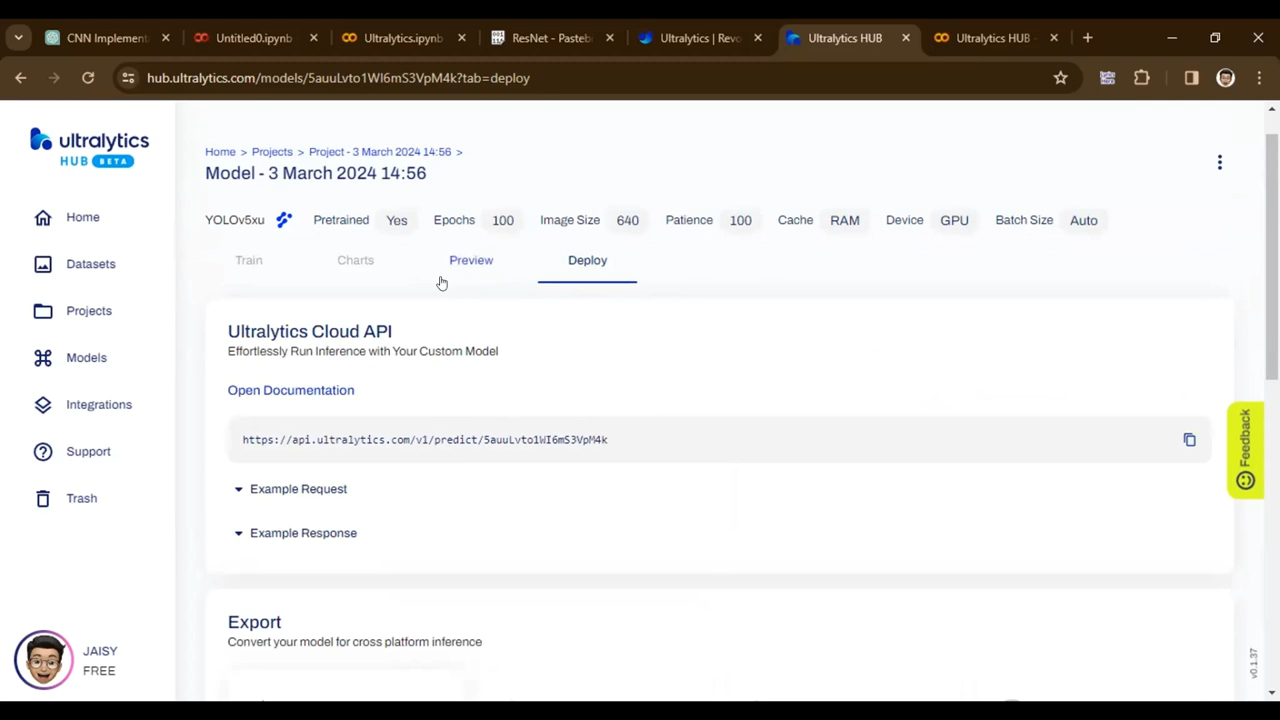 CNN Implement
Untitled0.ipynb
Ultralytics.ipynb
ResNet - Pasteb
Ultralytics | Revo
Ultralytics HUB
Ultralytics HUB -
hub.ultralytics.com/models/5auuLvto1WI6mS3VpM4k?tab=deploy
ultralytics
HUB BETA
Home
Datasets
Projects
Models
Integrations
Support
Trash
JAISY
FREE
Home > Projects > Project - 3 March 2024 14:56 >
Model - 3 March 2024 14:56
YOLOv5xu Pretrained Yes Epochs 100 Image Size 640 Patience 100 Cache RAM Device GPU Batch Size Auto
Train Charts Preview Deploy
Ultralytics Cloud API
Effortlessly Run Inference with Your Custom Model
Open Documentation
https://api.ultralytics.com/v1/predict/5auuLvto1WI6mS3VpM4k
Example Request
Example Response
Export
Convert your model for cross platform inference
Feedback
v0.1.37